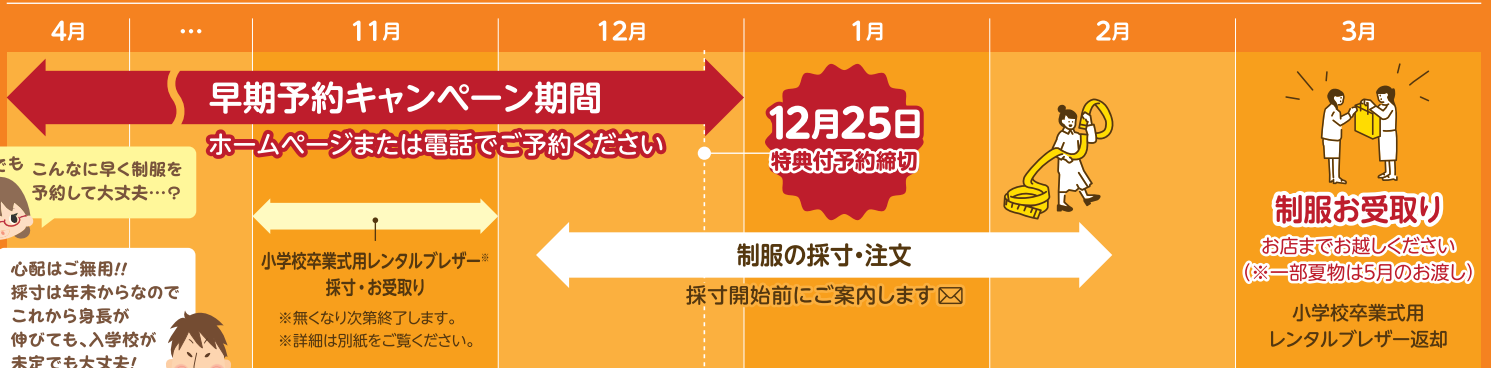 4月
…
11月
12月
1月
2月
3月
早期予約キャンペーン期間
ホームページまたは電話でご予約ください
12月25日
特典付予約締切
でも
こんなに早く制服を
予約して大丈夫…?
心配はご無用!!
採寸は年末からなので
これから身長が
伸びても、入学校が
未定でも大丈夫!
小学校卒業式用レンタルブレザー※
採寸・お受取り
※無くなり次第終了します。
※詳細は別紙をご覧ください。
制服の採寸・注文
採寸開始前にご案内します
制服お受取り
お店までお越しください
(※一部夏物は5月のお渡し)
小学校卒業式用
レンタルブレザー返却